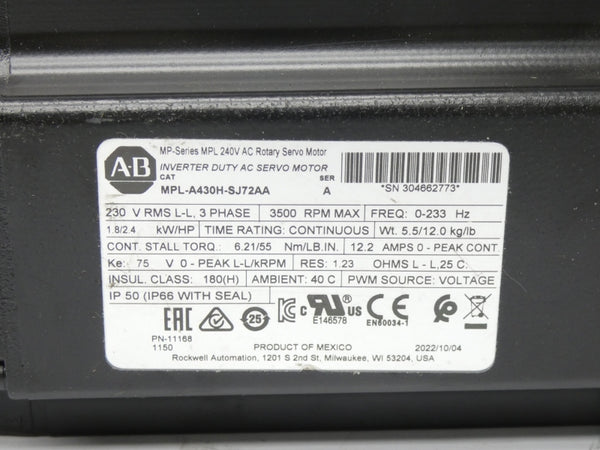 A-B
MP-Series MPL 240V AC Rotary Servo Motor
INVERTER DUTY AC SERVO MOTOR
CAT SER
MPL-A430H-SJ72AA A
*SN 304662773*
230 V RMS L-L, 3 PHASE 3500 RPM MAX FREQ: 0-233 Hz
1.8/2.4 kW/HP TIME RATING: CONTINUOUS Wt. 5.5/12.0 kg/lb
CONT. STALL TORQ.: 6.21/55 Nm/LB.IN. 12.2 AMPS 0 - PEAK CONT.
Ke: 75 V 0 - PEAK L-L/kRPM RES: 1.23 OHMS L - L,25 C:
INSUL. CLASS: 180(H) AMBIENT: 40 C PWM SOURCE: VOLTAGE
IP 50 (IP66 WITH SEAL)
EAC 25 c RU US CE
E146578 EN60034-1
PN-11168
1150 PRODUCT OF MEXICO 2022/10/04
Rockwell Automation, 1201 S 2nd St, Milwaukee, WI 53204, USA